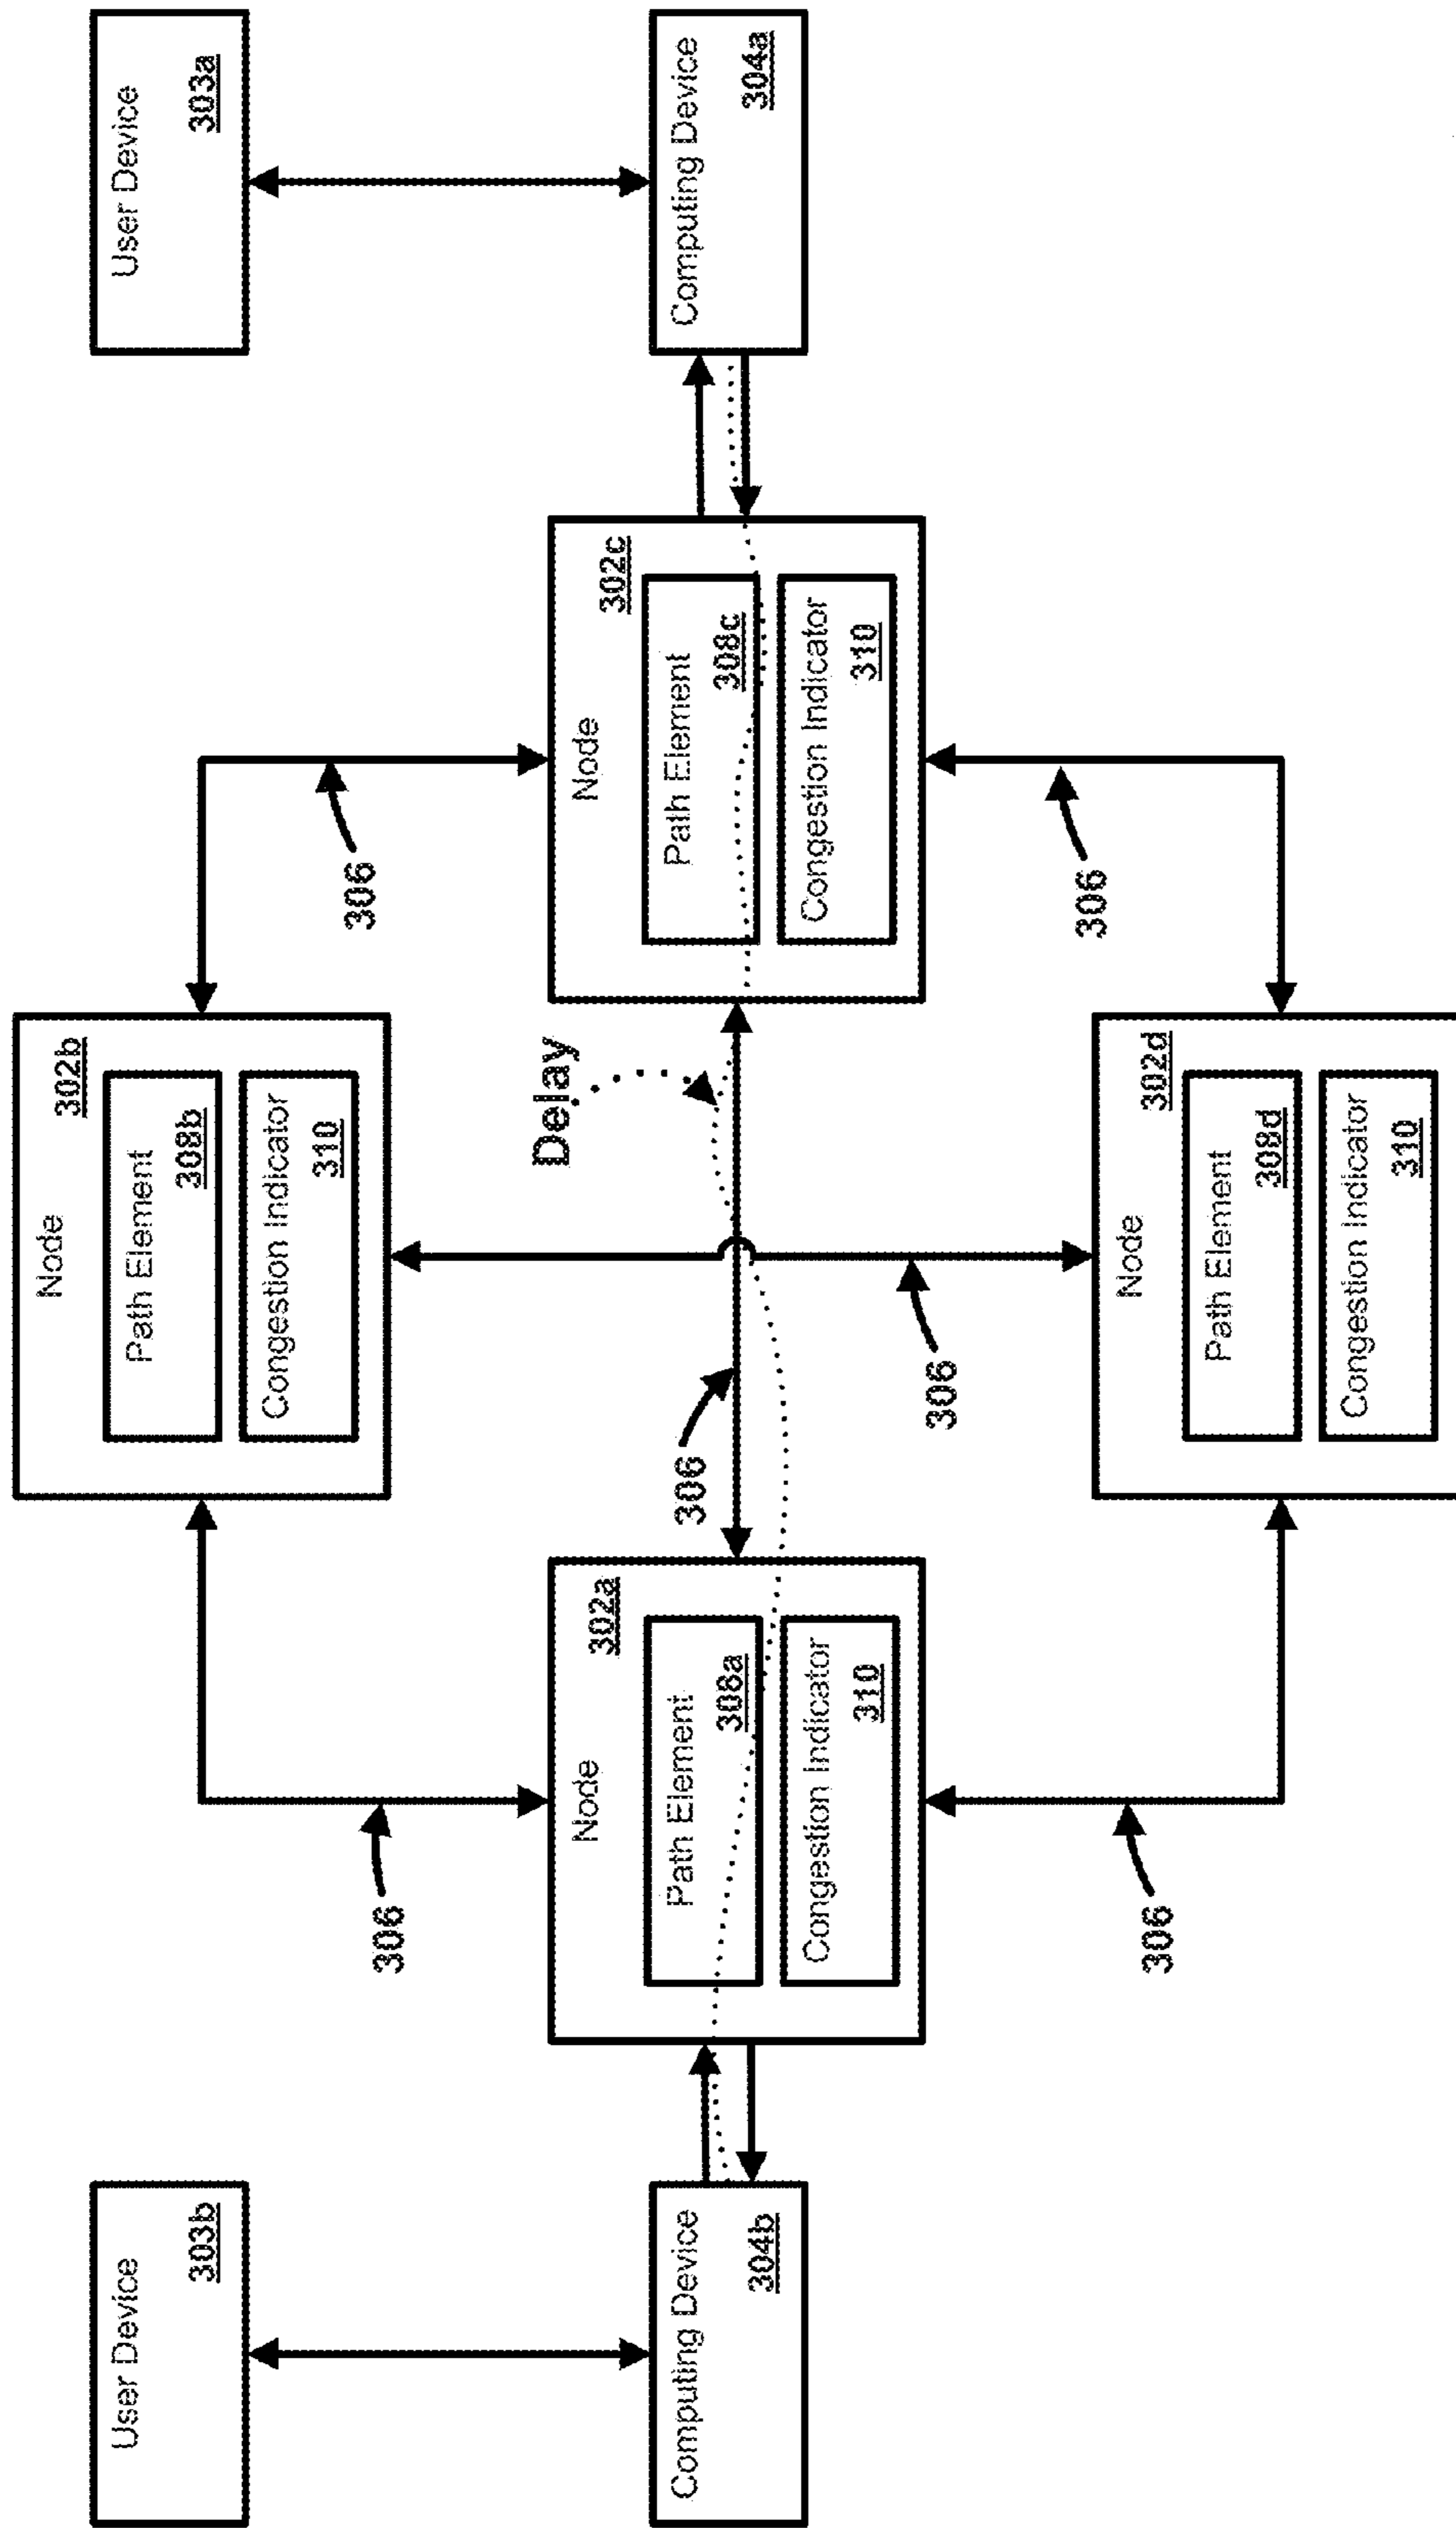 Node
302b
User Device
303b
Path Element
308b
User Device
303a
Congestion Indicator
310
306
306
Delay
Node
302a
Node
302c
Computing Device
304b
Path Element
308a
306
Path Element
308c
Computing Device
304a
Congestion Indicator
310
Congestion Indicator
310
306
306
306
Node
302d
Path Element
308d
Congestion Indicator
310